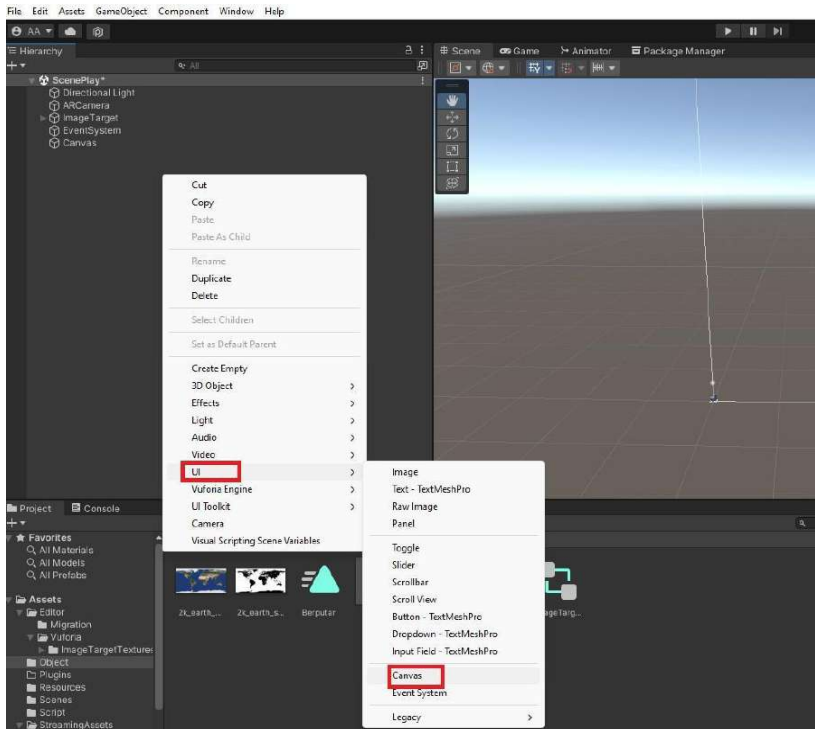 File Edit Assets GameObject Component Window Help
AA
Hierarchy
All
Scene Game Animator Package Manager
ScenePlay*
Directional Light
ARCamera
ImageTarget
EventSystem
Canvas
Cut
Copy
Paste
Paste As Child
Rename
Duplicate
Delete
Select Children
Set as Default Parent
Create Empty
3D Object
Effects
Light
Audio
Video
UI
Vuforia Engine
UI Toolkit
Camera
Visual Scripting Scene Variables
Image
Text - TextMeshPro
Raw Image
Panel
Toggle
Slider
Scrollbar
Scroll View
Button - TextMeshPro
Dropdown - TextMeshPro
Input Field - TextMeshPro
Canvas
Event System
Legacy
Project Console
Favorites
All Materials
All Models
All Prefabs
Assets
Editor
Migration
Vuforia
ImageTargetTextures
Object
Plugins
Resources
Scenes
Script
StreamingAssets
2k_earth_... 2k_earth_s... Berputar
ageTarg...